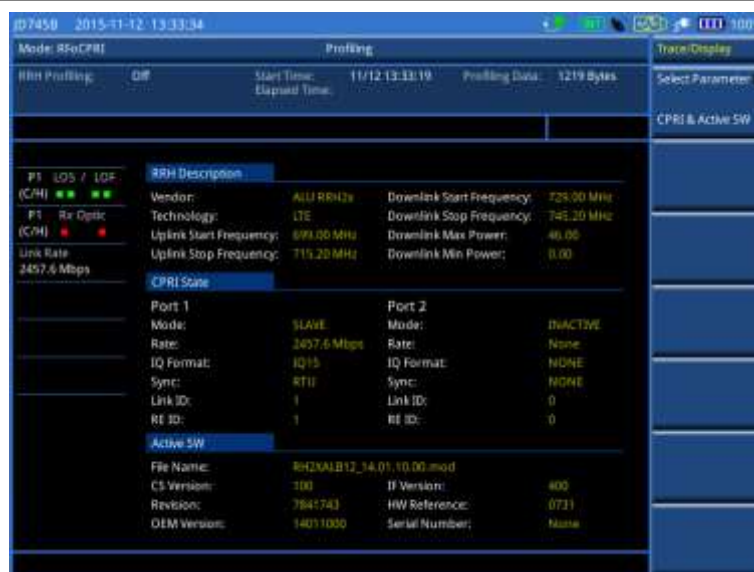 JD745B 2015-11-12 13:33:34 100
Mode: RFoCPRI Profiling Trace/Display
RRH Profiling: Off Start Time: 11/12 13:33:19 Profiling Data: 1219 Bytes
Elapsed Time:
Select Parameter
CPRI & Active SW
P1 LOS / LOF
(C/H)
P1 Rx Optic
(C/H)
Link Rate
2457.6 Mbps
RRH Description
Vendor: ALU RRH2x Downlink Start Frequency: 729.00 MHz
Technology: LTE Downlink Stop Frequency: 745.20 MHz
Uplink Start Frequency: 699.00 MHz Downlink Max Power: 46.00
Uplink Stop Frequency: 715.20 MHz Downlink Min Power: 0.00
CPRI State
Port 1 Port 2
Mode: SLAVE Mode: INACTIVE
Rate: 2457.6 Mbps Rate: None
IQ Format: IQ15 IQ Format: NONE
Sync: RTU Sync: NONE
Link ID: 1 Link ID: 0
RE ID: 1 RE ID: 0
Active SW
File Name: RH2XALB12_14.01.10.00.mod
CS Version: 100 IF Version: 400
Revision: 7841743 HW Reference: 0731
OEM Version: 14011000 Serial Number: None